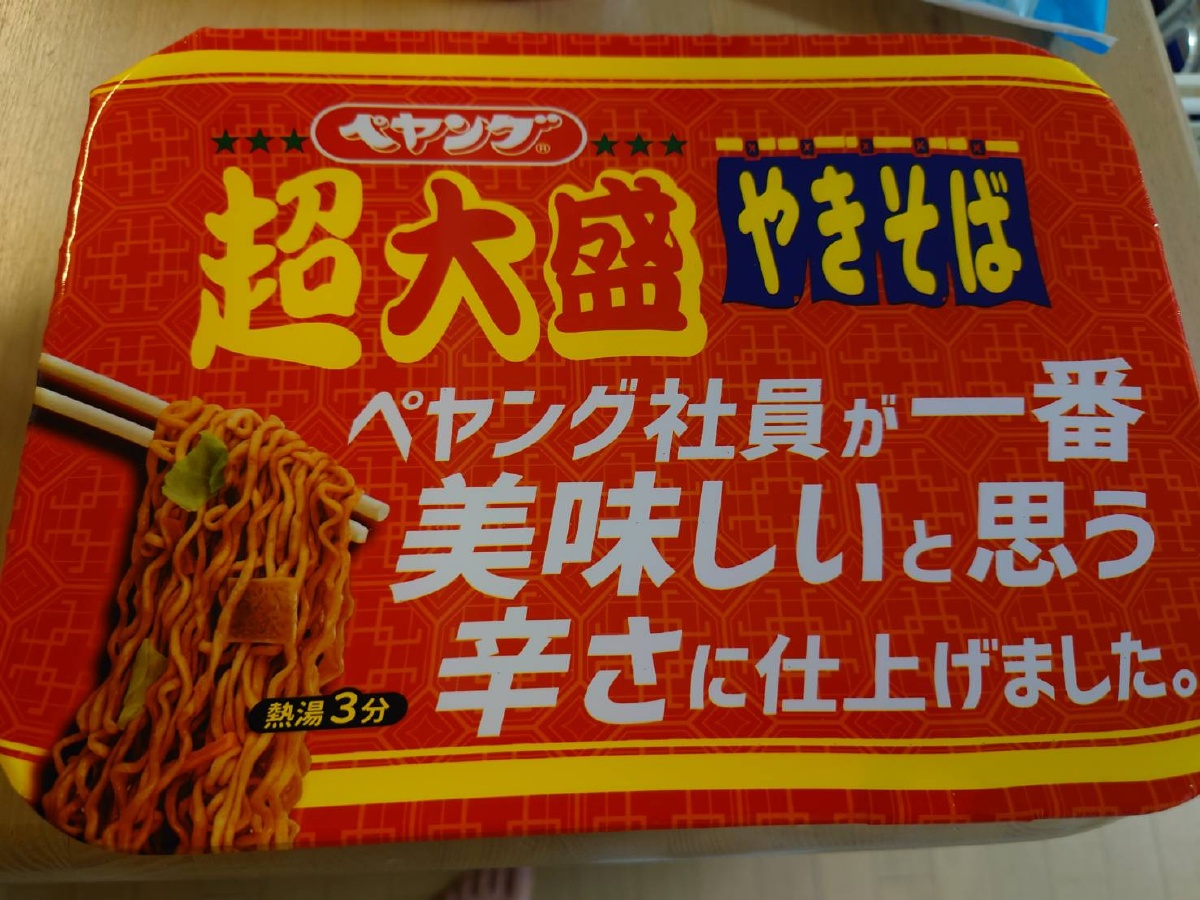 ペヤング®
超大盛
やきそば
ペヤング社員が一番
美味しいと思う
辛さに仕上げました。
熱湯3分